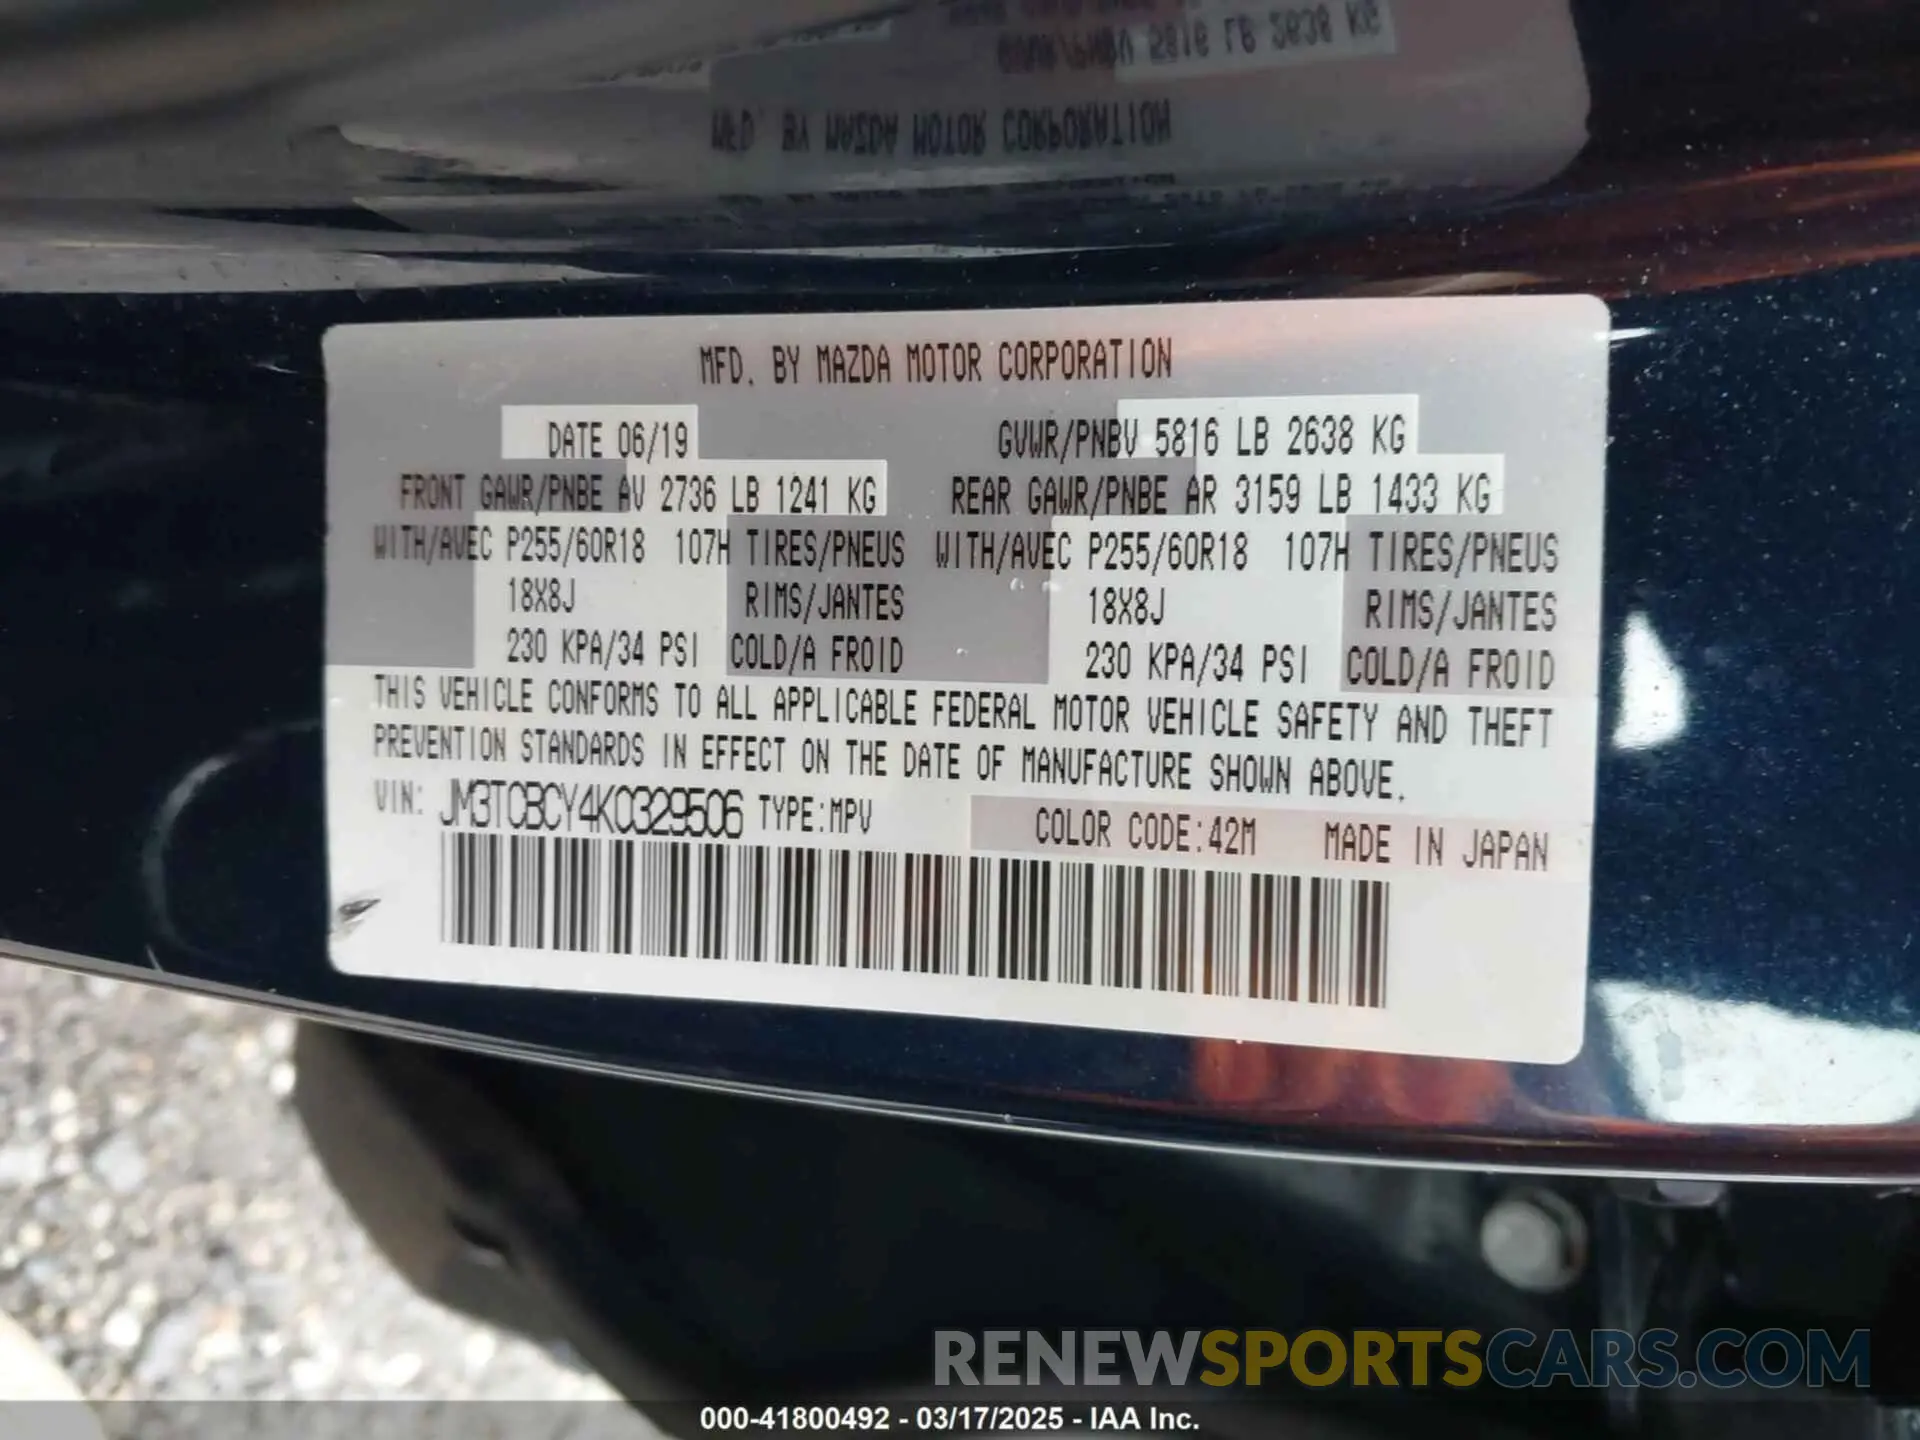 MFD. BY MAZDA MOTOR CORPORATION
DATE 06/19 GVWR/PNBV 5816 LB 2638 KG
FRONT GAWR/PNBE AV 2736 LB 1241 KG REAR GAWR/PNBE AR 3159 LB 1433 KG
WITH/AVEC P255/60R18 107H TIRES/PNEUS WITH/AVEC P255/60R18 107H TIRES/PNEUS
18X8J RIMS/JANTES 18X8J RIMS/JANTES
230 KPA/34 PSI COLD/A FROID 230 KPA/34 PSI COLD/A FROID
THIS VEHICLE CONFORMS TO ALL APPLICABLE FEDERAL MOTOR VEHICLE SAFETY AND THEFT
PREVENTION STANDARDS IN EFFECT ON THE DATE OF MANUFACTURE SHOWN ABOVE.
VIN: JM3TCBCY4K0329506 TYPE:MPV COLOR CODE:42M MADE IN JAPAN
RENEWSPORTSCARS.COM
000-41800492 - 03/17/2025 - IAA Inc.